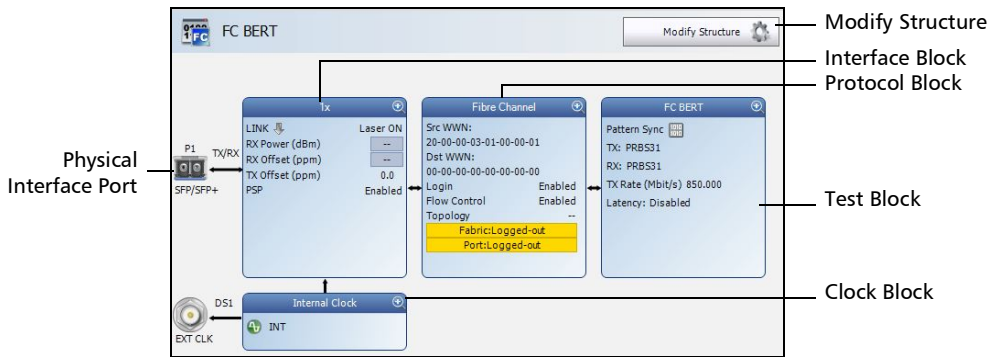 FC BERT
Modify Structure
Modify Structure
Interface Block
Protocol Block
1x
Fibre Channel
FC BERT
LINK
Laser ON
RX Power (dBm)
--
RX Offset (ppm)
--
TX Offset (ppm)
0.0
PSP
Enabled
Src WWN:
20-00-00-03-01-00-00-01
Dst WWN:
00-00-00-00-00-00-00-00
Login
Enabled
Flow Control
Enabled
Topology
--
Fabric:Logged-out
Port:Logged-out
Pattern Sync
TX: PRBS31
RX: PRBS31
TX Rate (Mbit/s) 850.000
Latency: Disabled
P1
TX/RX
SFP/SFP+
Physical
Interface Port
Test Block
DS1
EXT CLK
Internal Clock
INT
Clock Block